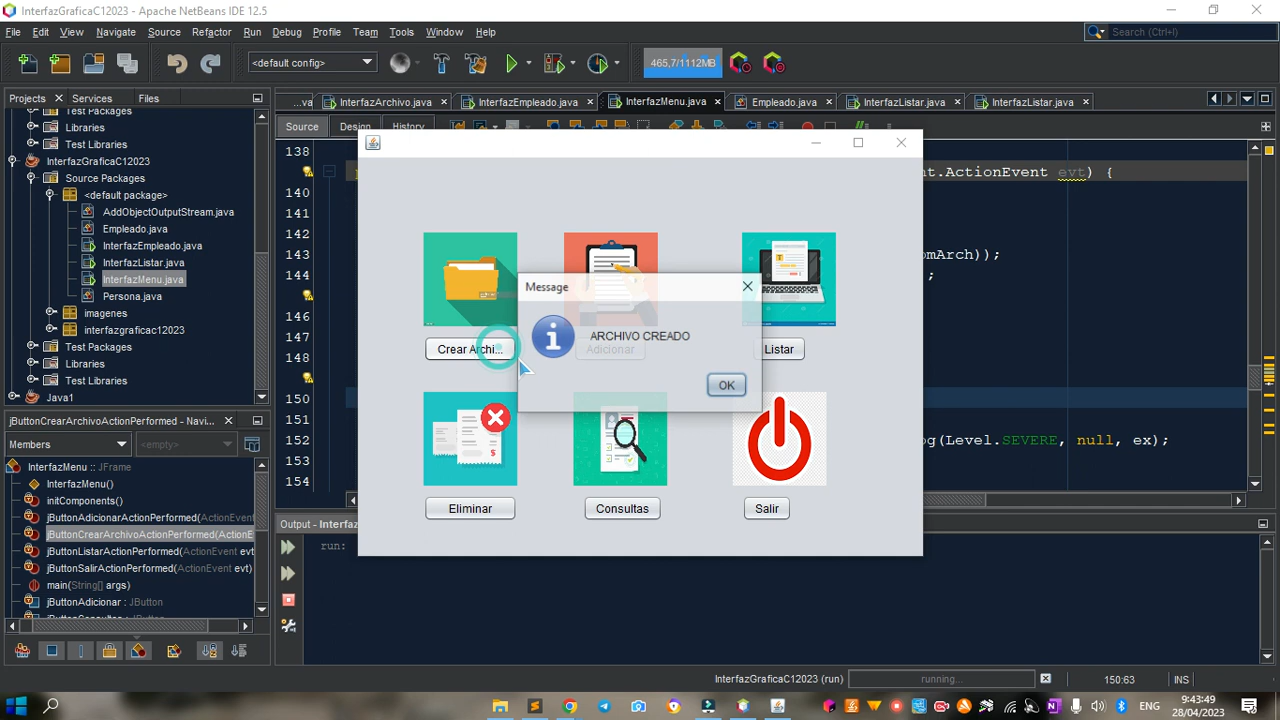 InterfazGraficaC12023 - Apache NetBeans IDE 12.5
File Edit View Navigate Source Refactor Run Debug Profile Team Tools Window Help
Search (Ctrl+I)
<default config>
465,7/1112MB
Projects Services Files
...va InterfazArchivo.java InterfazEmpleado.java InterfazMenu.java Empleado.java InterfazListar.java InterfazListar.java
Source Design History
Test Packages
Libraries
Test Libraries
InterfazGraficaC12023
Source Packages
<default package>
AddObjectOutputStream.java
Empleado.java
InterfazEmpleado.java
InterfazListar.java
InterfazMenu.java
Persona.java
imagenes
interfazgraficac12023
Test Packages
Libraries
Test Libraries
Java1
138
nt.ActionEvent evt) {
140
141
142
143 omArch));
144 ;
145
146
147
148
149
150
151
152 og(Level.SEVERE, null, ex);
153
154
Message
ARCHIVO CREADO
OK
Crear Archi...
Adicionar
Listar
Eliminar
Consultas
Salir
jButtonCrearArchivoActionPerformed - Navi...
Members
<empty>
InterfazMenu :: JFrame
InterfazMenu()
initComponents()
jButtonAdicionarActionPerformed(ActionEvent
jButtonCrearArchivoActionPerformed(ActionE
jButtonListarActionPerformed(ActionEvent evt
jButtonSalirActionPerformed(ActionEvent evt)
main(String[] args)
jButtonAdicionar : JButton
Output - Interfaz
run:
InterfazGraficaC12023 (run)
running...
150:63
INS
ENG
9:43:49
28/04/2023